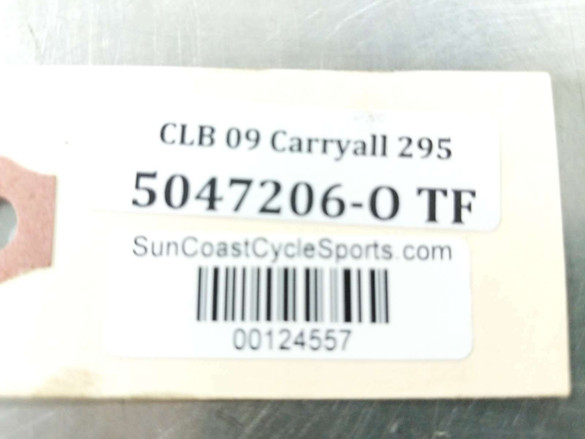 CLB 09 Carryall 295
5047206-O TF
SunCoastCycleSports.com
00124557